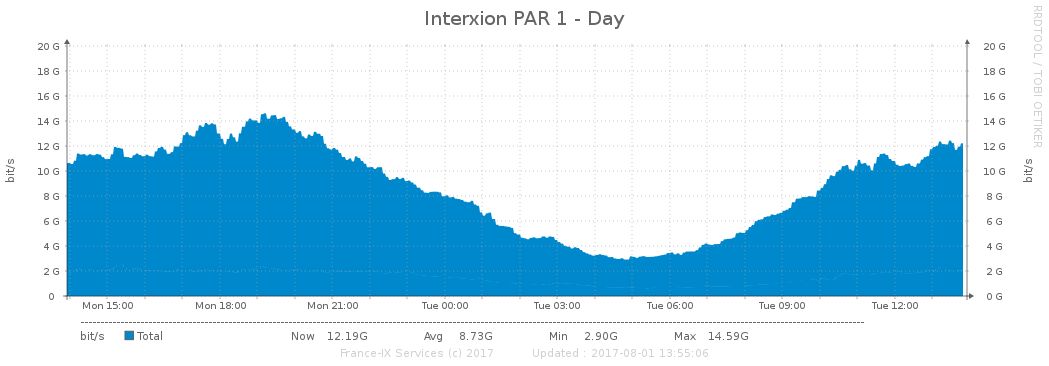 Interxion PAR 1 - Day
RRDTOOL / TOBI OETIKER
bit/s
20 G
18 G
16 G
14 G
12 G
10 G
8 G
6 G
4 G
2 G
0
20 G
18 G
16 G
14 G
12 G
10 G
8 G
6 G
4 G
2 G
0 G
bit/s
Mon 15:00 Mon 18:00 Mon 21:00 Tue 00:00 Tue 03:00 Tue 06:00 Tue 09:00 Tue 12:00
bit/s Total Now 12.19G Avg 8.73G Min 2.90G Max 14.59G
France-IX Services (c) 2017 Updated : 2017-08-01 13:55:06